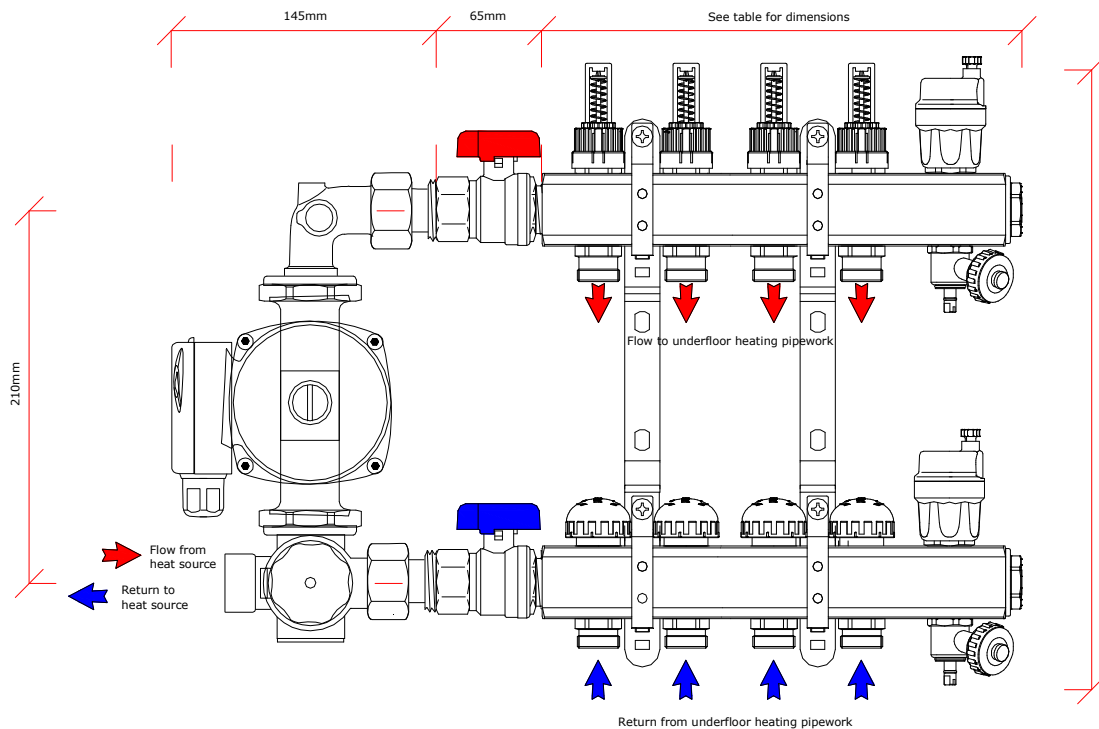 145mm
65mm
See table for dimensions
210mm
Flow to underfloor heating pipework
Flow from
heat source
Return to
heat source
Return from underfloor heating pipework